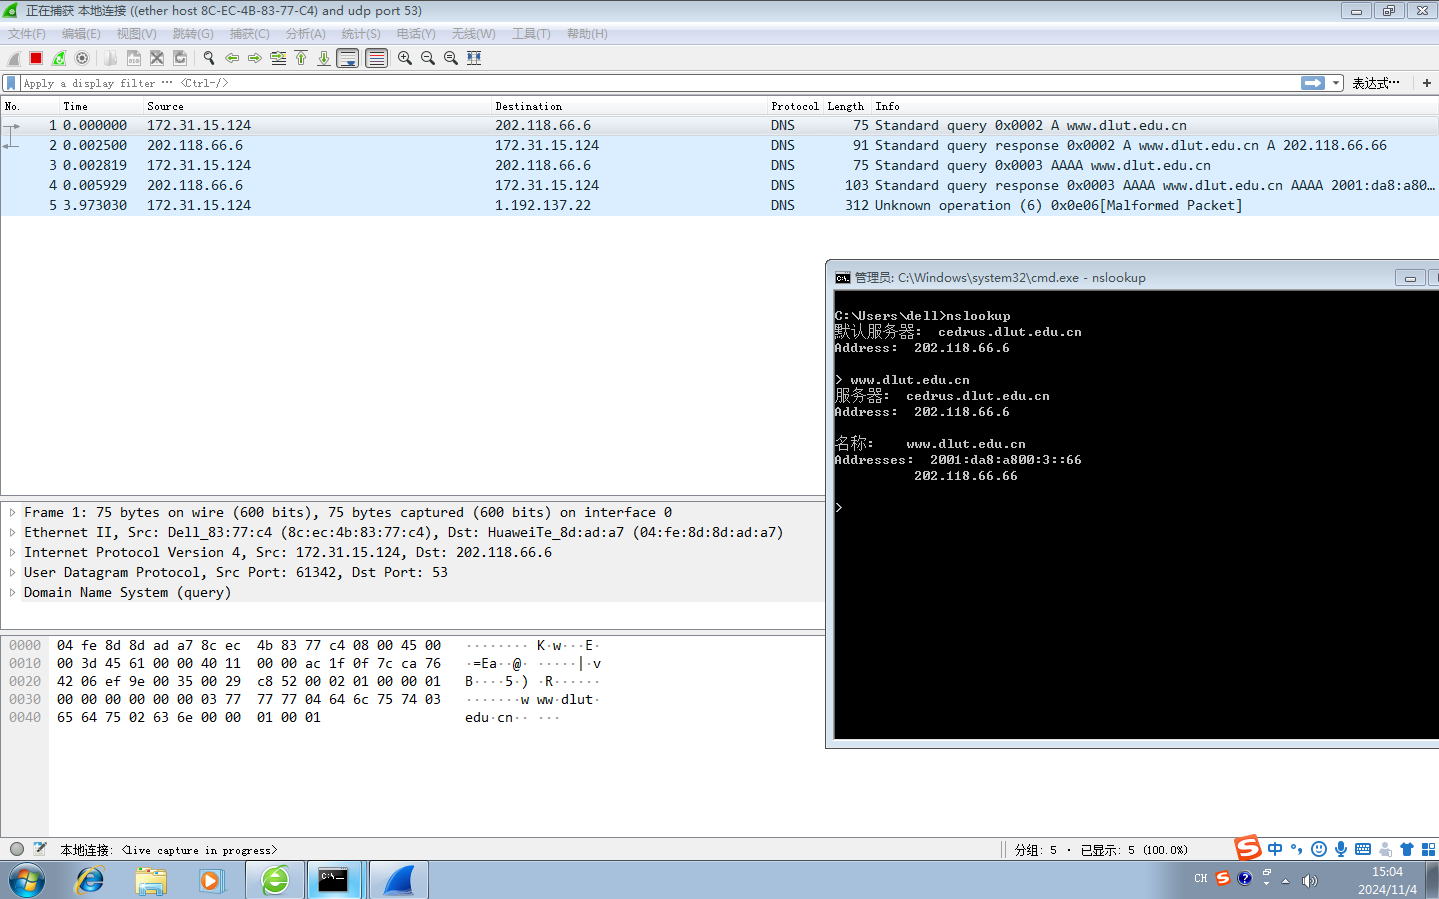 正在捕获 本地连接 ((ether host 8C-EC-4B-83-77-C4) and udp port 53)
文件(F) 编辑(E) 视图(V) 跳转(G) 捕获(C) 分析(A) 统计(S) 电话(Y) 无线(W) 工具(T) 帮助(H)
Apply a display filter ⋯ <Ctrl-/> 表达式⋯ +
No. Time Source Destination Protocol Length Info
1 0.000000 172.31.15.124 202.118.66.6 DNS 75 Standard query 0x0002 A www.dlut.edu.cn
2 0.002500 202.118.66.6 172.31.15.124 DNS 91 Standard query response 0x0002 A www.dlut.edu.cn A 202.118.66.66
3 0.002819 172.31.15.124 202.118.66.6 DNS 75 Standard query 0x0003 AAAA www.dlut.edu.cn
4 0.005929 202.118.66.6 172.31.15.124 DNS 103 Standard query response 0x0003 AAAA www.dlut.edu.cn AAAA 2001:da8:a80…
5 3.973030 172.31.15.124 1.192.137.22 DNS 312 Unknown operation (6) 0x0e06[Malformed Packet]
管理员: C:\Windows\system32\cmd.exe - nslookup
C:\Users\dell>nslookup
默认服务器:  cedrus.dlut.edu.cn
Address:  202.118.66.6
> www.dlut.edu.cn
服务器:  cedrus.dlut.edu.cn
Address:  202.118.66.6
名称:    www.dlut.edu.cn
Addresses:  2001:da8:a800:3::66
202.118.66.66
>
Frame 1: 75 bytes on wire (600 bits), 75 bytes captured (600 bits) on interface 0
Ethernet II, Src: Dell_83:77:c4 (8c:ec:4b:83:77:c4), Dst: HuaweiTe_8d:ad:a7 (04:fe:8d:8d:ad:a7)
Internet Protocol Version 4, Src: 172.31.15.124, Dst: 202.118.66.6
User Datagram Protocol, Src Port: 61342, Dst Port: 53
Domain Name System (query)
0000 04 fe 8d 8d ad a7 8c ec 4b 83 77 c4 08 00 45 00 ········ K·w···E·
0010 00 3d 45 61 00 00 40 11 00 00 ac 1f 0f 7c ca 76 ·=Ea··@· ·····|·v
0020 42 06 ef 9e 00 35 00 29 c8 52 00 02 01 00 00 01 B····5·) ·R······
0030 00 00 00 00 00 00 03 77 77 77 04 64 6c 75 74 03 ·······w ww·dlut·
0040 65 64 75 02 63 6e 00 00 01 00 01 edu·cn·· ···
本地连接: <live capture in progress> 分组: 5 · 已显示: 5 (100.0%)
中
CH
15:04
2024/11/4